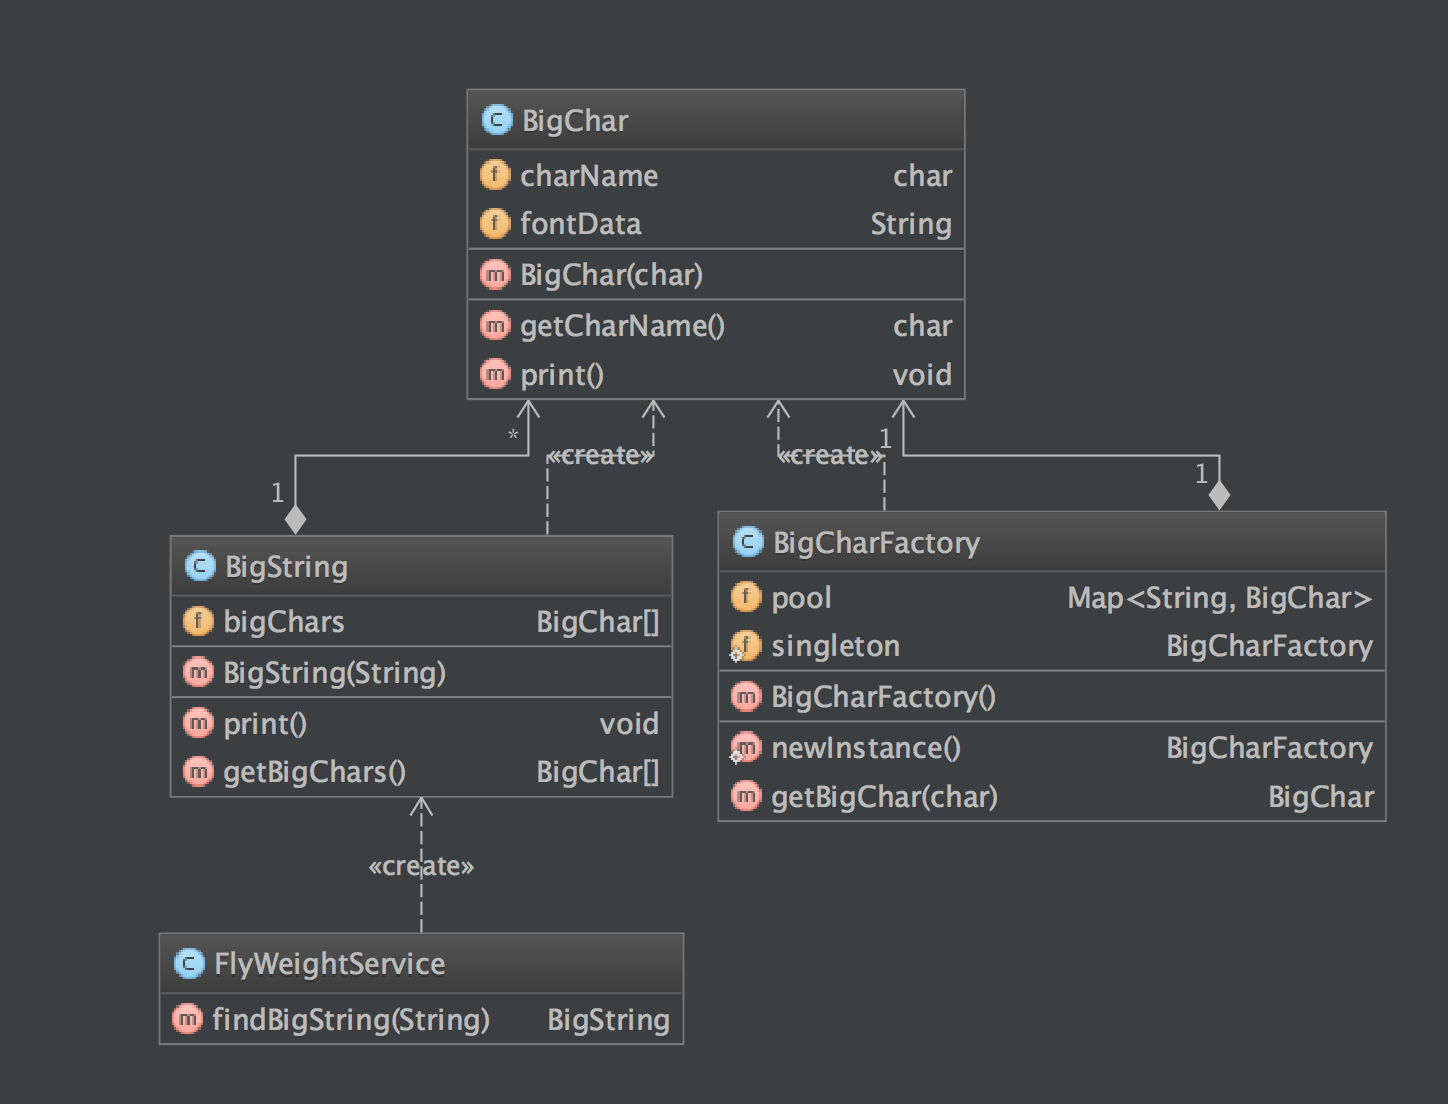 BigChar
charName char
fontData String
BigChar(char)
getCharName() char
print() void
*
«create»
«create»
1
1
1
BigString
bigChars BigChar[]
BigString(String)
print() void
getBigChars() BigChar[]
BigCharFactory
pool Map<String, BigChar>
singleton BigCharFactory
BigCharFactory()
newInstance() BigCharFactory
getBigChar(char) BigChar
«create»
FlyWeightService
findBigString(String) BigString